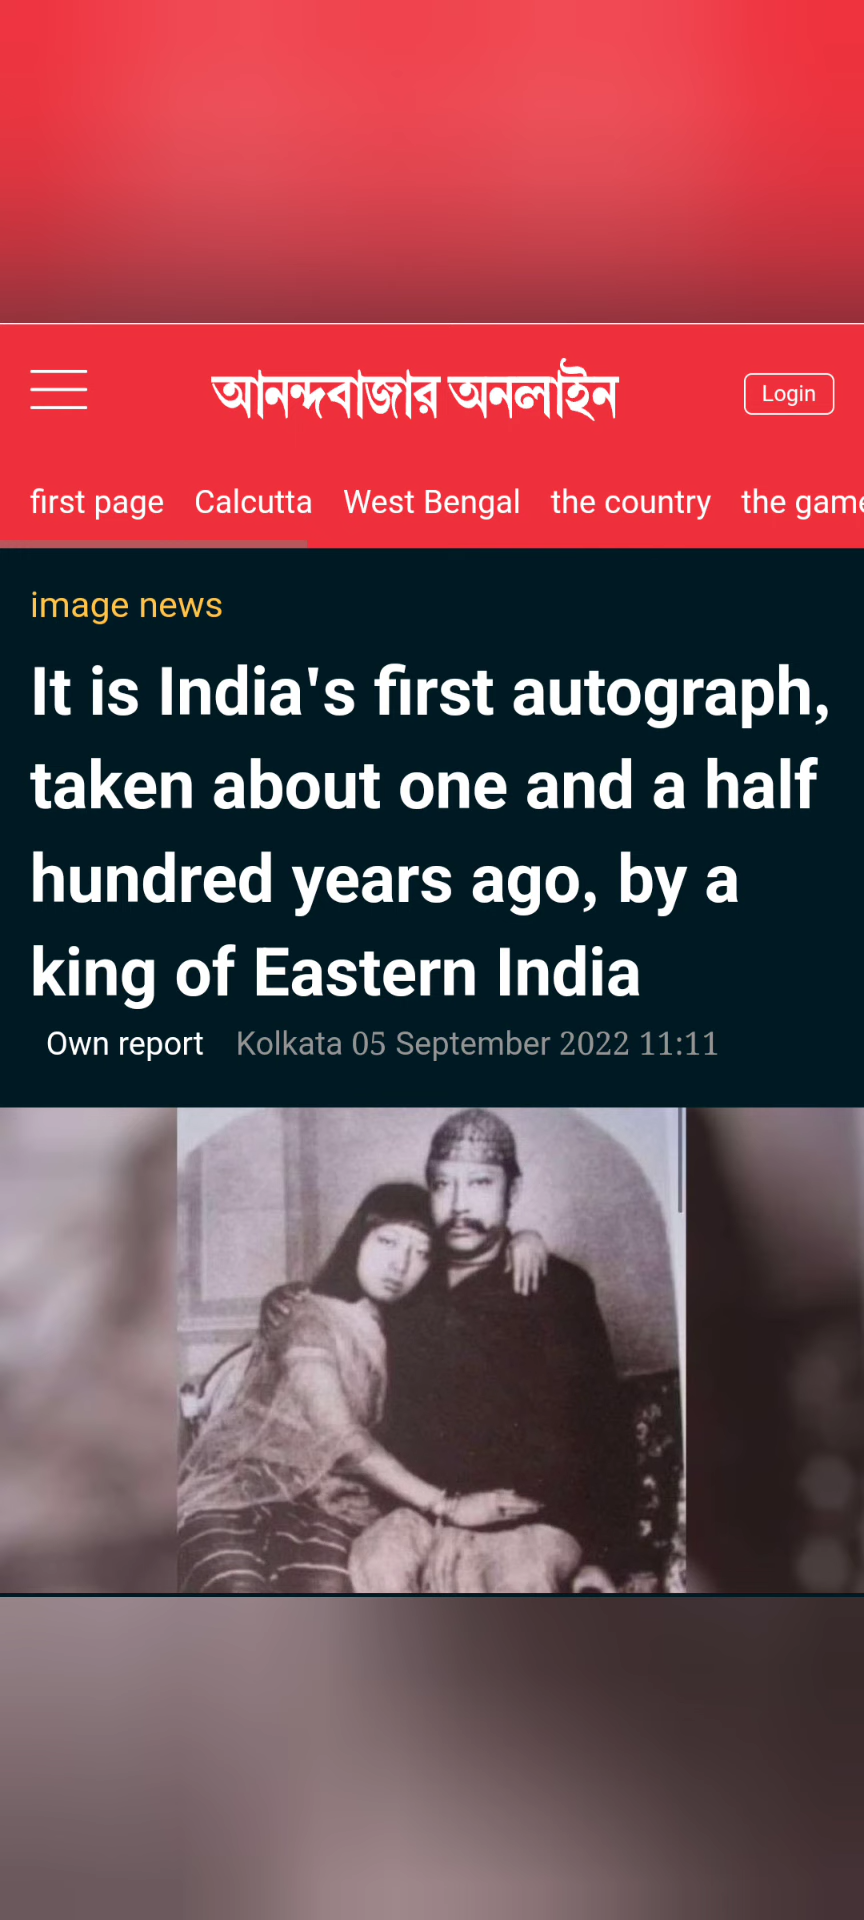 আনন্দবাজার অনলাইন
Login
first page Calcutta West Bengal the country the game
image news
It is India's first autograph,
taken about one and a half
hundred years ago, by a
king of Eastern India
Own report Kolkata 05 September 2022 11:11